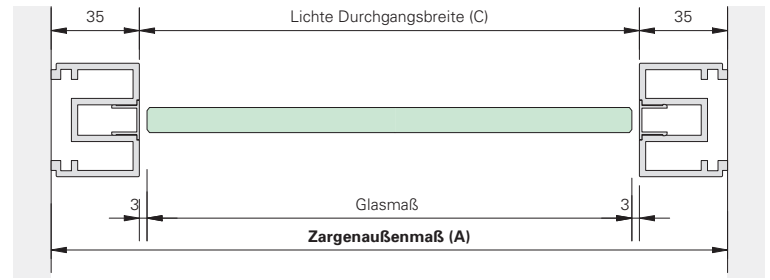 35 Lichte Durchgangsbreite (C) 35
3 Glasmaß 3
Zargenaußenmaß (A)